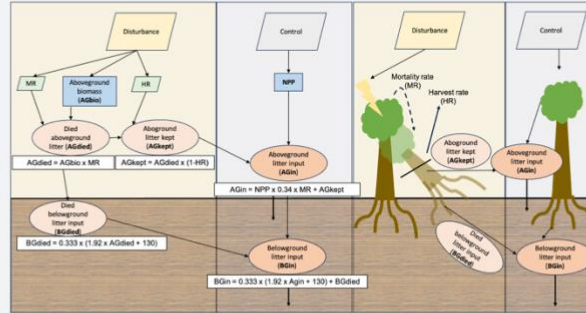 Disturbance
MR
Aboveground
biomass
(AGbio)
HR
Died
aboveground
litter (AGdied)
Aboground
litter kept
(AGkept)
AGdied = AGbio x MR
AGkept = AGdied x (1-HR)
Died belowground
litter input
(BGdied)
BGdied = 0.333 x (1.92 x AGdied + 130)
Control
NPP
Aboveground
litter input
(AGin)
AGin = NPP x 0.34 x MR + AGkept
Belowground
litter input
(BGin)
BGin = 0.333 x (1.92 x Agin + 130) + BGdied
Disturbance
Mortality rate
(MR)
Harvest rate
(HR)
Aboground
litter kept
(AGkept)
Died
belowground
litter input
(BGdied)
Control
Aboveground
litter input
(AGin)
Belowground
litter input
(BGin)